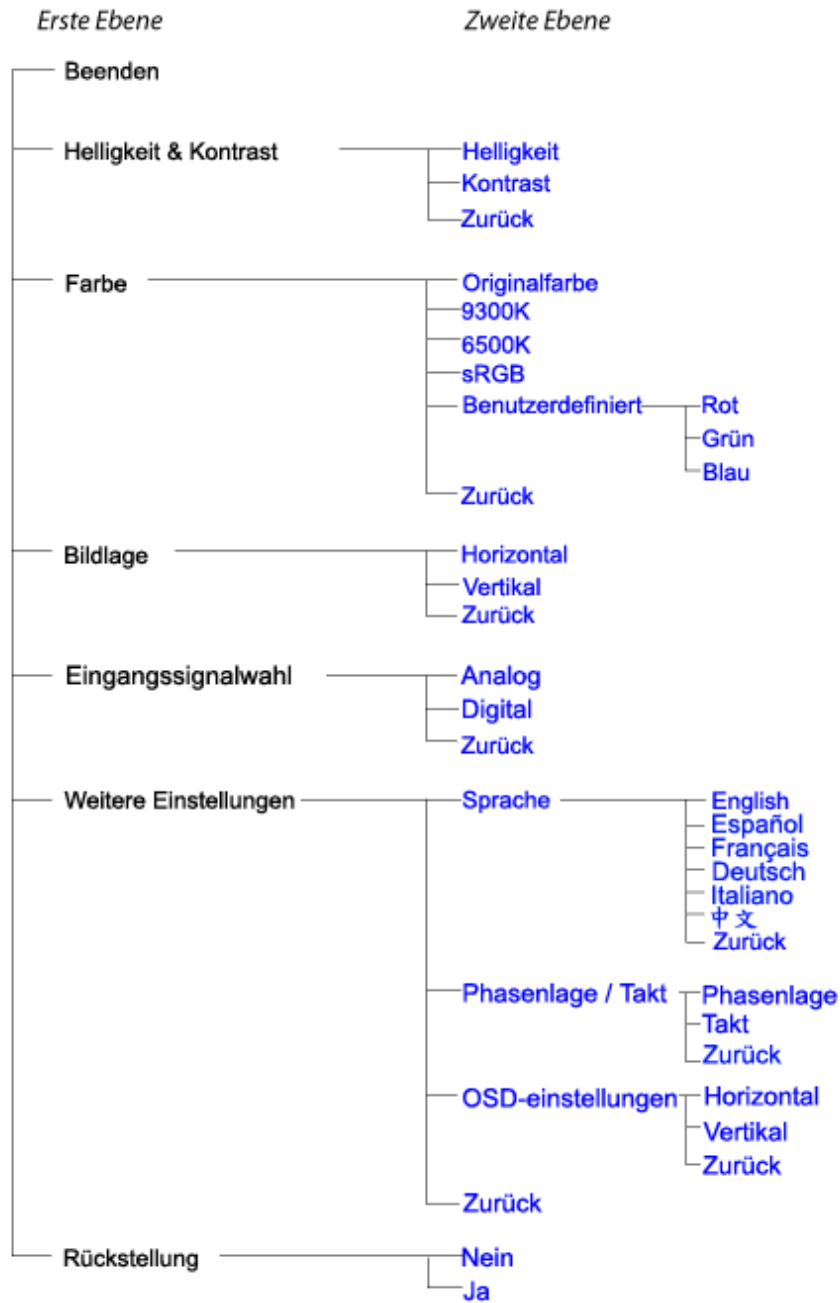 Erste Ebene Zweite Ebene
Beenden
Helligkeit & Kontrast Helligkeit
Kontrast
Zurück
Farbe Originalfarbe
9300K
6500K
sRGB
Benutzerdefiniert Rot
Grün
Blau
Zurück
Bildlage Horizontal
Vertikal
Zurück
Eingangssignalwahl Analog
Digital
Zurück
Weitere Einstellungen Sprache English
Español
Français
Deutsch
Italiano
中文
Zurück
Phasenlage / Takt Phasenlage
Takt
Zurück
OSD-einstellungen Horizontal
Vertikal
Zurück
Zurück
Rückstellung Nein
Ja